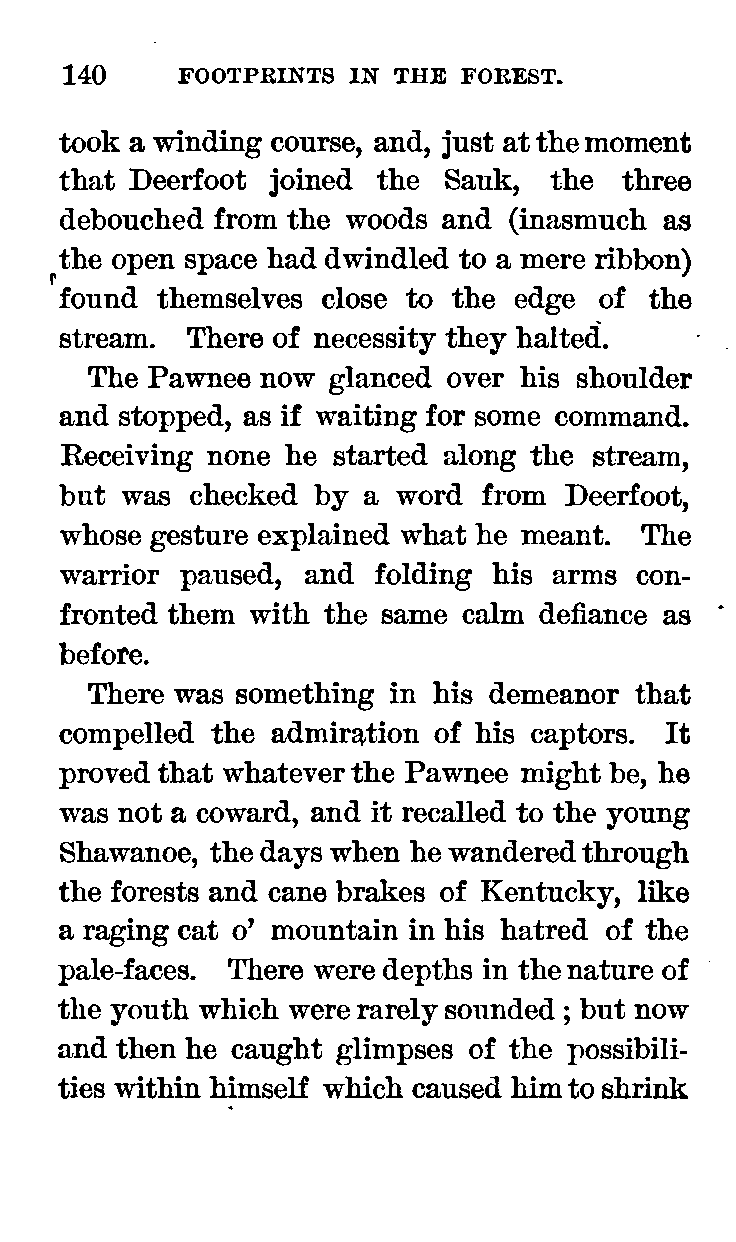 140 FOOTPRINTS IN THE FOREST.
took a winding course, and, just at the moment
that Deerfoot joined the Sauk, the three
debouched from the woods and (inasmuch as
the open space had dwindled to a mere ribbon)
found themselves close to the edge of the
stream. There of necessity they halted.
The Pawnee now glanced over his shoulder
and stopped, as if waiting for some command.
Receiving none he started along the stream,
but was checked by a word from Deerfoot,
whose gesture explained what he meant. The
warrior paused, and folding his arms con-
fronted them with the same calm defiance as
before.
There was something in his demeanor that
compelled the admiration of his captors. It
proved that whatever the Pawnee might be, he
was not a coward, and it recalled to the young
Shawanoe, the days when he wandered through
the forests and cane brakes of Kentucky, like
a raging cat o' mountain in his hatred of the
pale-faces. There were depths in the nature of
the youth which were rarely sounded ; but now
and then he caught glimpses of the possibili-
ties within himself which caused him to shrink